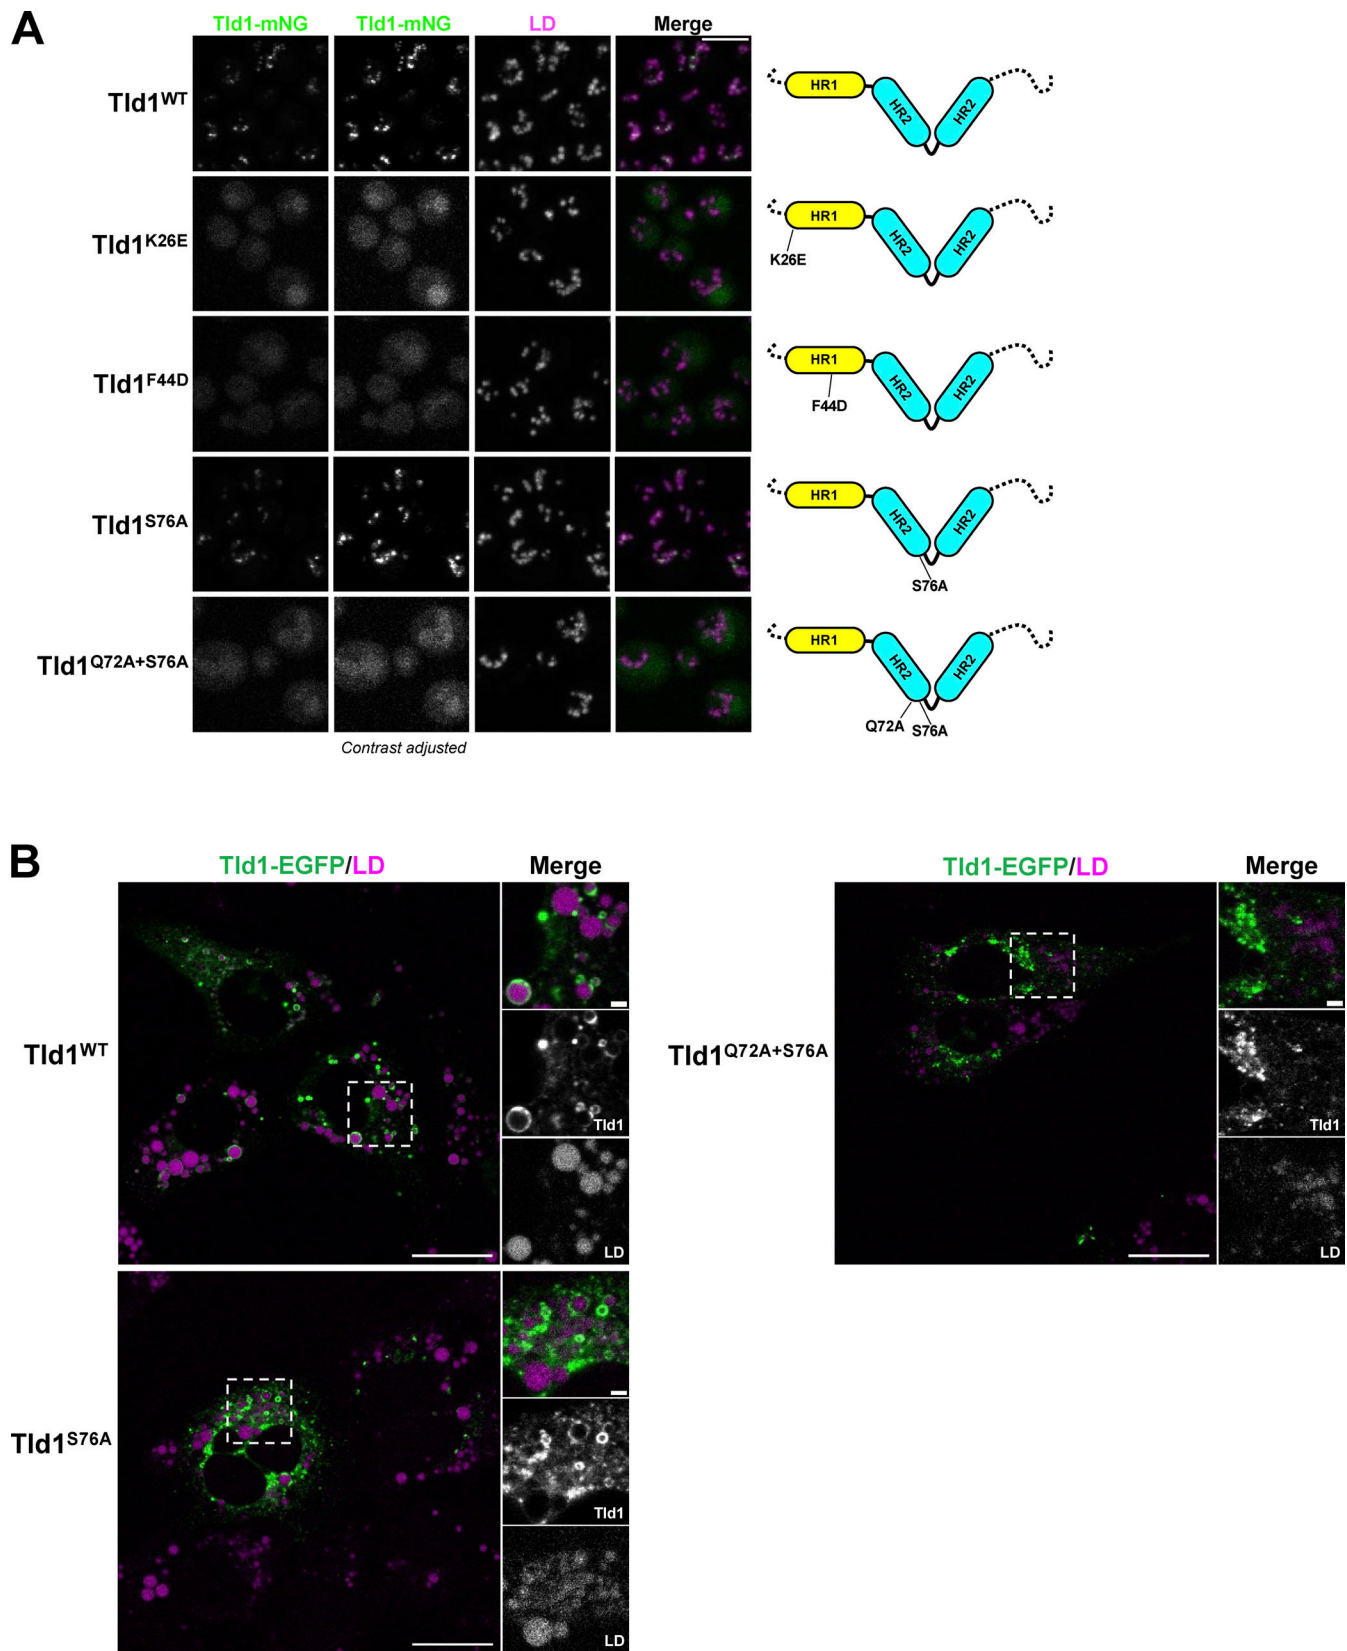 A
Tld1-mNG Tld1-mNG LD Merge
Tld1WT
HR1 HR2 HR2
Tld1K26E
HR1 HR2 HR2
K26E
Tld1F44D
HR1 HR2 HR2
F44D
Tld1S76A
HR1 HR2 HR2
S76A
Tld1Q72A+S76A
HR1 HR2 HR2
Q72A S76A
Contrast adjusted
B
Tld1-EGFP/LD Merge
Tld1WT
Tld1
LD
Tld1-EGFP/LD Merge
Tld1Q72A+S76A
Tld1
LD
Tld1S76A
Tld1
LD